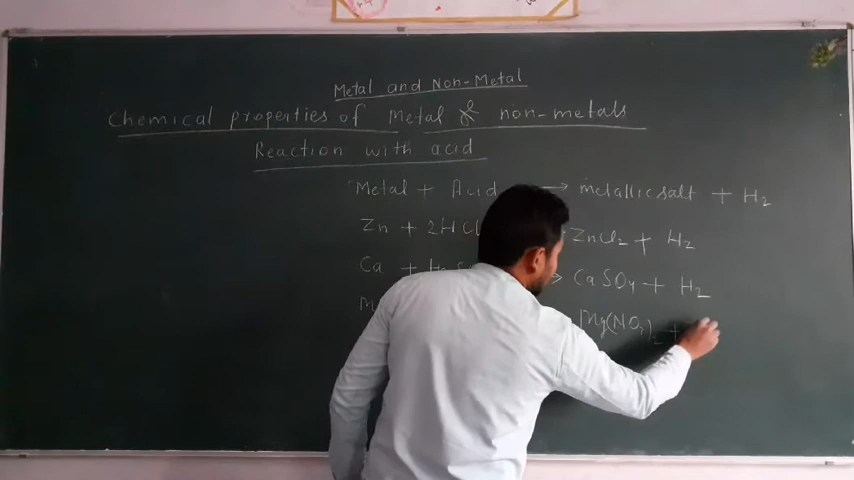 Metal and Non-Metal
Chemical properties of Metal & non-metals
Reaction with acid
Metal + Acid → metallic salt + H2
Zn + 2HCl ZnCl2 + H2
Ca + → CaSO4 + H2
Mg(NO3)2 +